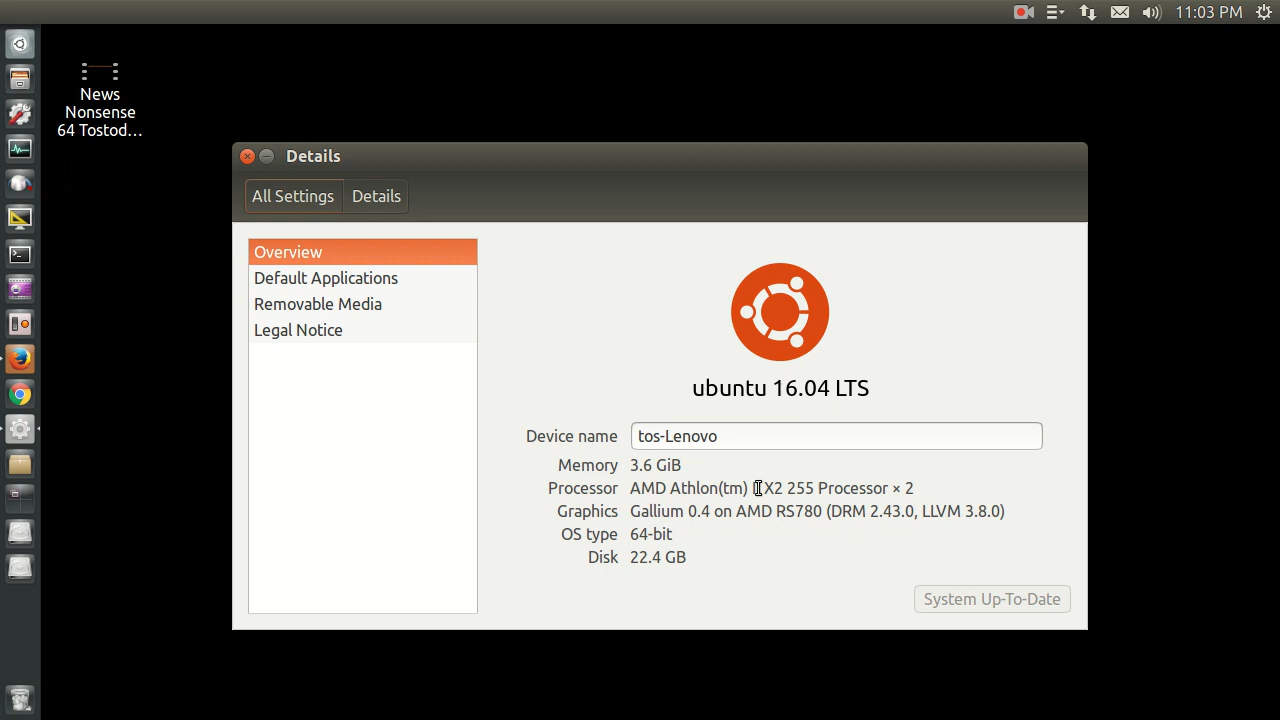 11:03 PM
News
Nonsense
64 Tostod...
Details
All Settings Details
Overview
Default Applications
Removable Media
Legal Notice
ubuntu 16.04 LTS
Device name tos-Lenovo
Memory 3.6 GiB
Processor AMD Athlon(tm) X2 255 Processor × 2
Graphics Gallium 0.4 on AMD RS780 (DRM 2.43.0, LLVM 3.8.0)
OS type 64-bit
Disk 22.4 GB
System Up-To-Date